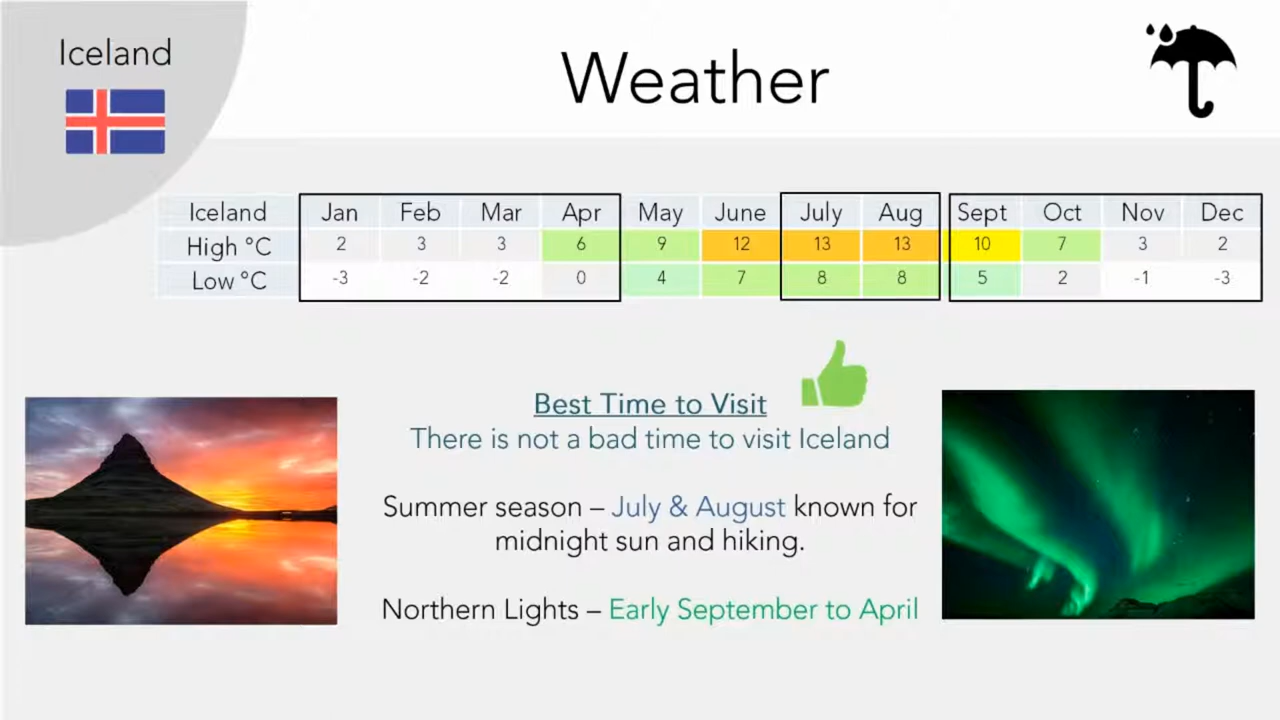 Iceland
Weather
Iceland Jan Feb Mar Apr May June July Aug Sept Oct Nov Dec
High °C 2 3 3 6 9 12 13 13 10 7 3 2
Low °C -3 -2 -2 0 4 7 8 8 5 2 -1 -3
Best Time to Visit
There is not a bad time to visit Iceland
Summer season – July & August known for
midnight sun and hiking.
Northern Lights – Early September to April